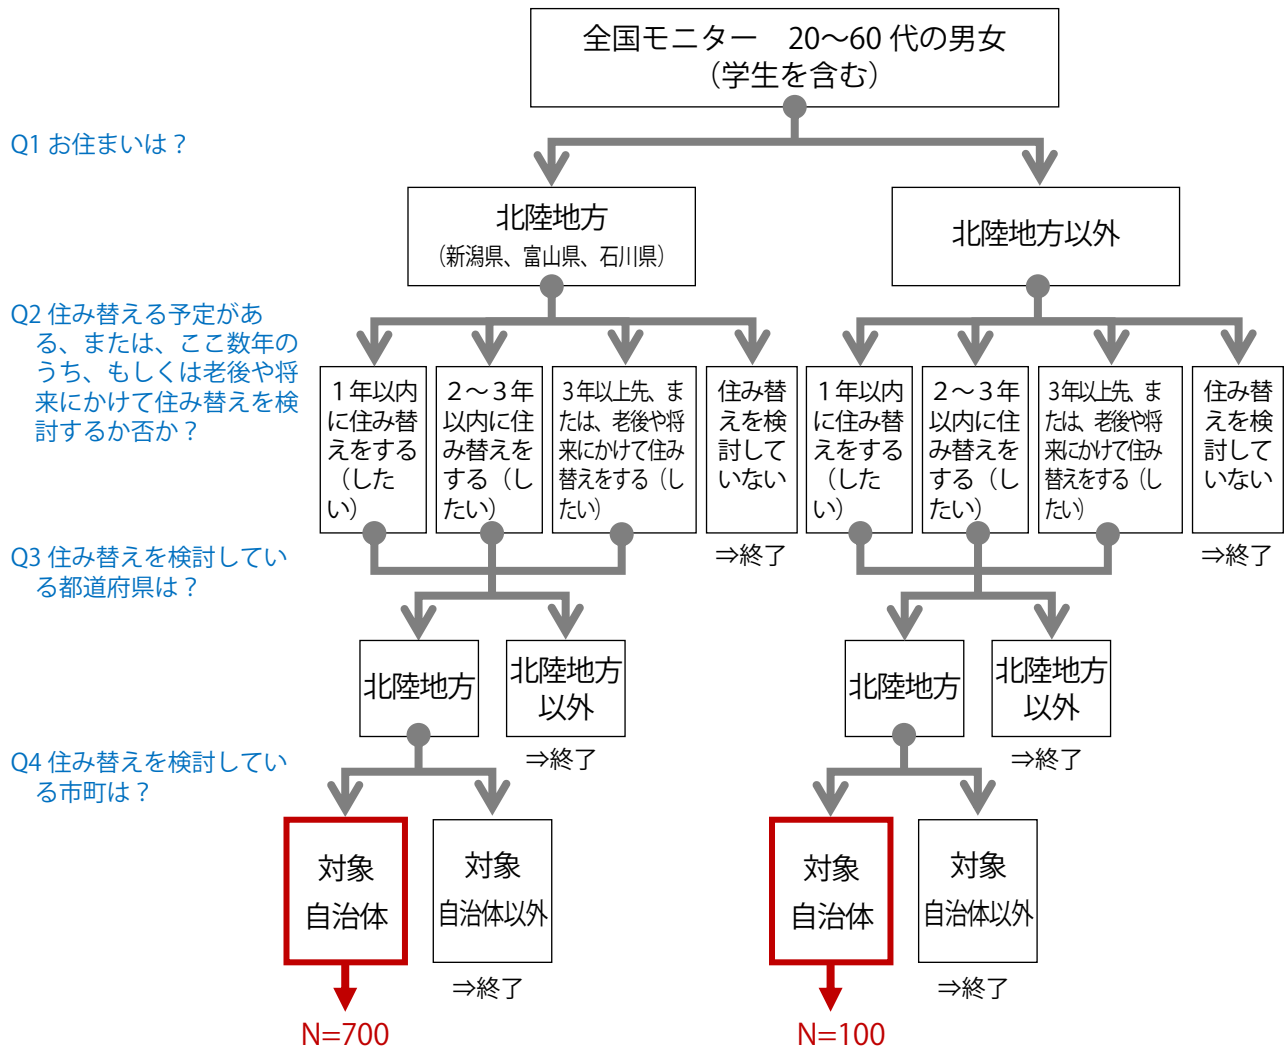 全国モニター　20～60 代の男女
（学生を含む）
Q1 お住まいは？
北陸地方
（新潟県、富山県、石川県）
北陸地方以外
Q2 住み替える予定があ
る、または、ここ数年の
うち、もしくは老後や将
来にかけて住み替えを検
討するか否か？
１年以内
に住み替
えをする
（した
い）
２～３年
以内に住
み替えを
する（し
たい）
３年以上先、ま
たは、老後や将
来にかけて住み
替えをする（し
たい）
住み替
えを検
討して
いない
⇒終了
１年以内
に住み替
えをする
（した
い）
２～３年
以内に住
み替えを
する（し
たい）
３年以上先、ま
たは、老後や将
来にかけて住み
替えをする（し
たい）
住み替
えを検
討して
いない
⇒終了
Q3 住み替えを検討してい
る都道府県は？
北陸地方
北陸地方
以外
⇒終了
北陸地方
北陸地方
以外
⇒終了
Q4 住み替えを検討してい
る市町は？
対象
自治体
対象
自治体以外
⇒終了
対象
自治体
対象
自治体以外
⇒終了
N=700
N=100